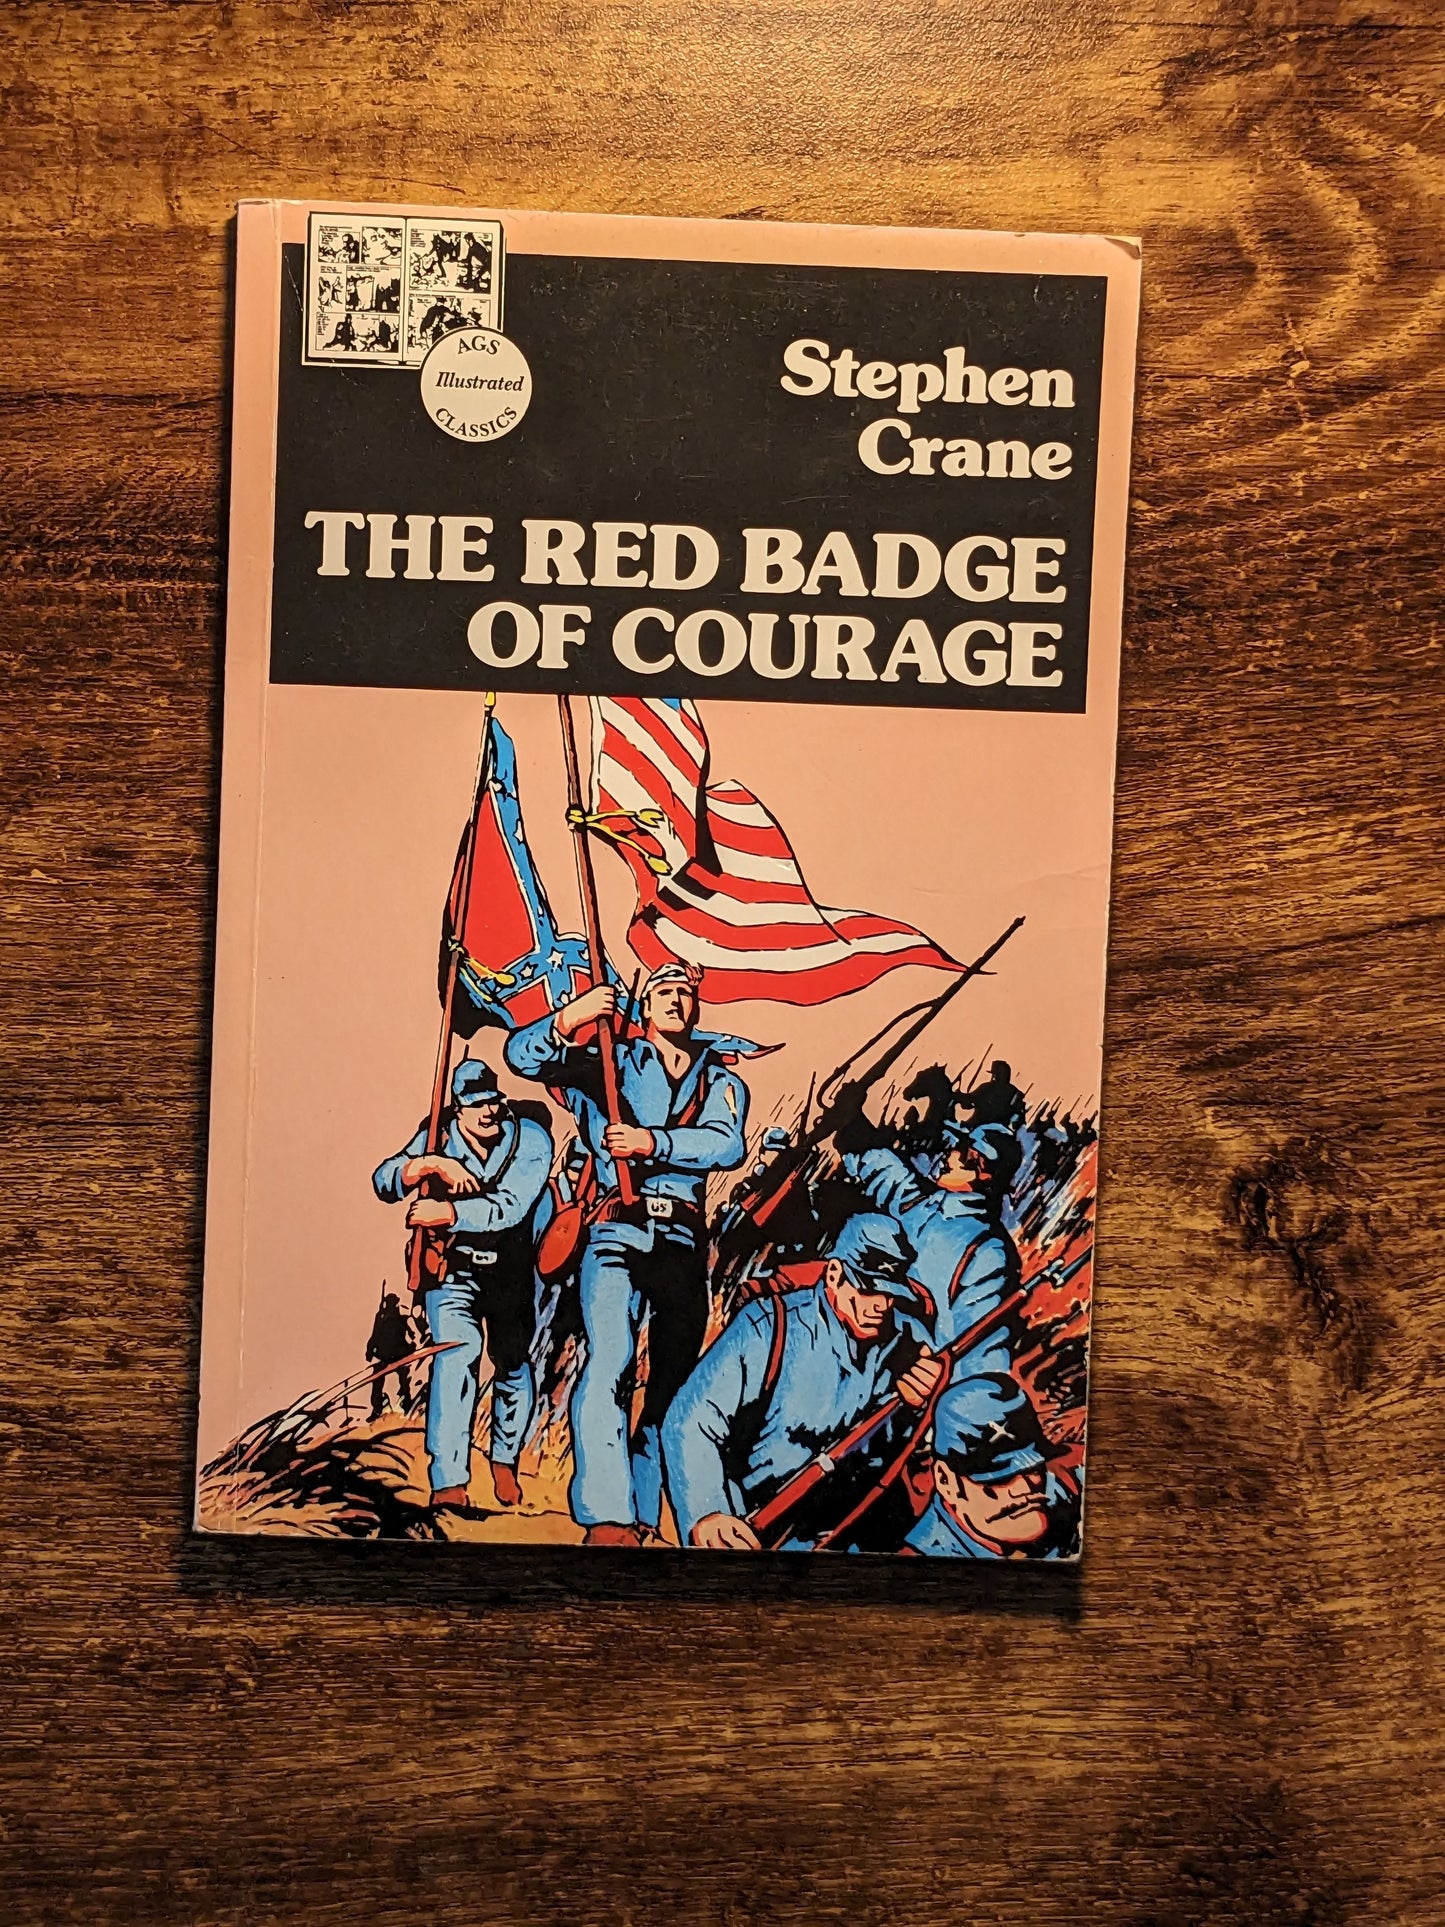 AGS
Illustrated
CLASSICS
Stephen
Crane
THE RED BADGE
OF COURAGE
US